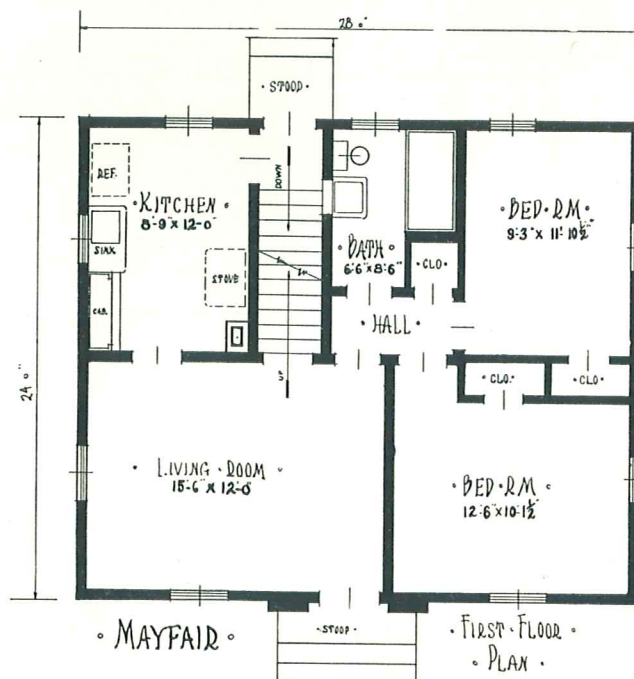 28'-0"
· STOOP ·
REF.
· KITCHEN ·
8'-9" x 12'-0"
SINK
STOVE
CAB.
DOWN
UP
· BATH ·
6'-6" x 8'-6"
· CLO ·
· BED · RM ·
9'-3" x 11'-10½"
· HALL ·
· CLO. ·
· CLO ·
24'-0"
· LIVING · ROOM ·
15'-6" x 12'-0"
· BED · RM ·
12'-6" x 10'-1½"
· STOOP ·
· MAYFAIR ·
· FIRST · FLOOR ·
· PLAN ·